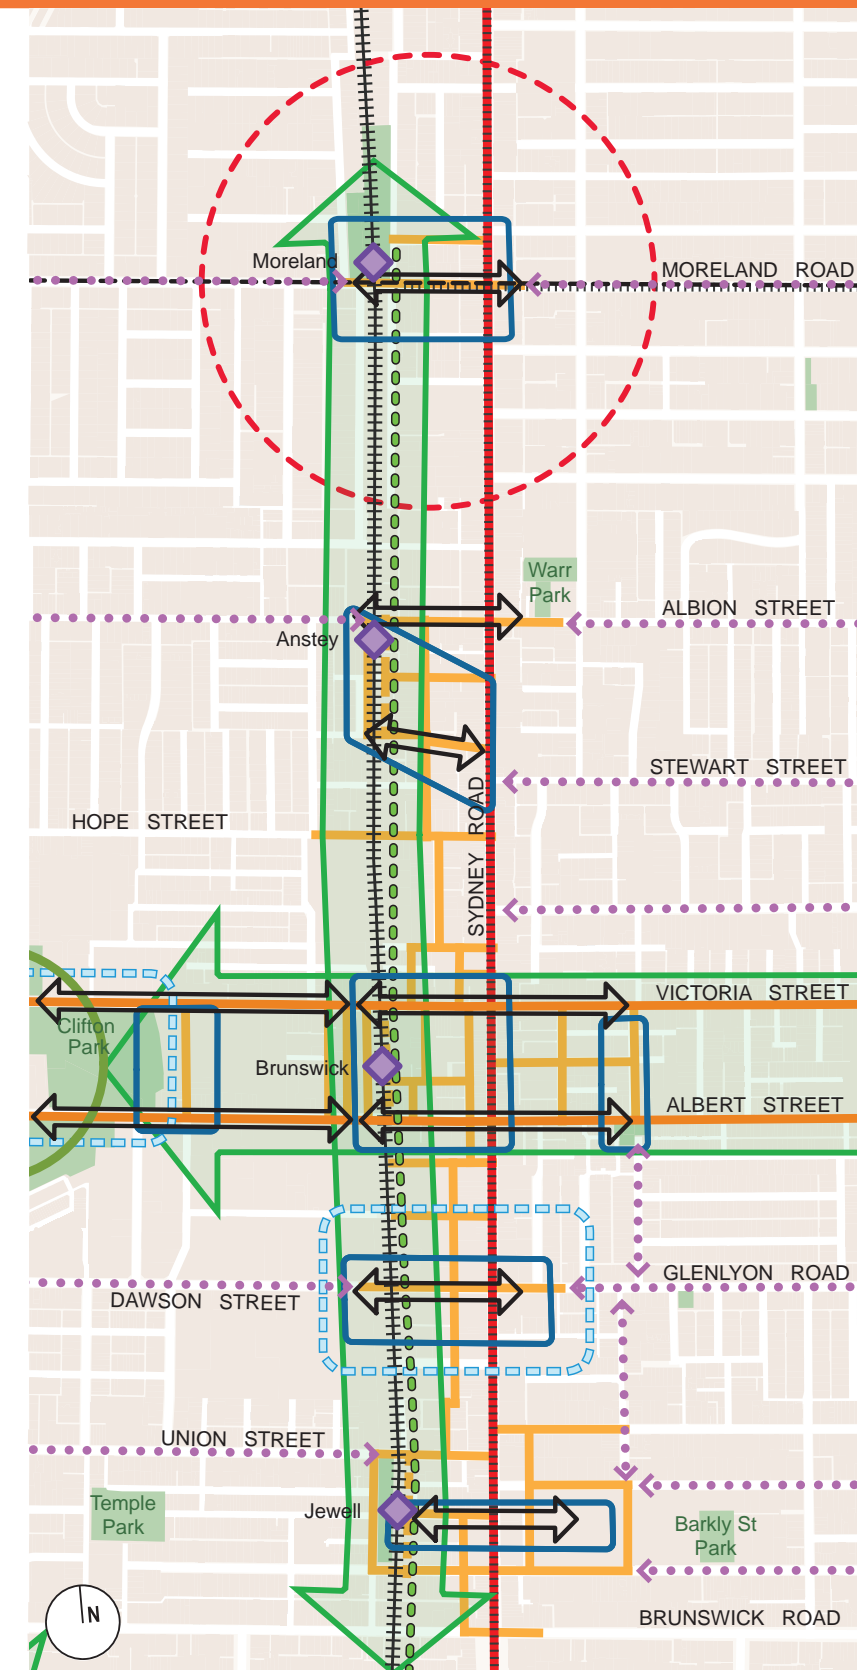 Moreland
MORELAND ROAD
Warr
Park
ALBION STREET
Anstey
STEWART STREET
HOPE STREET
SYDNEY ROAD
VICTORIA STREET
Clifton
Park
Brunswick
ALBERT STREET
GLENLYON ROAD
DAWSON STREET
UNION STREET
Temple
Park
Jewell
Barkly St
Park
N
BRUNSWICK ROAD